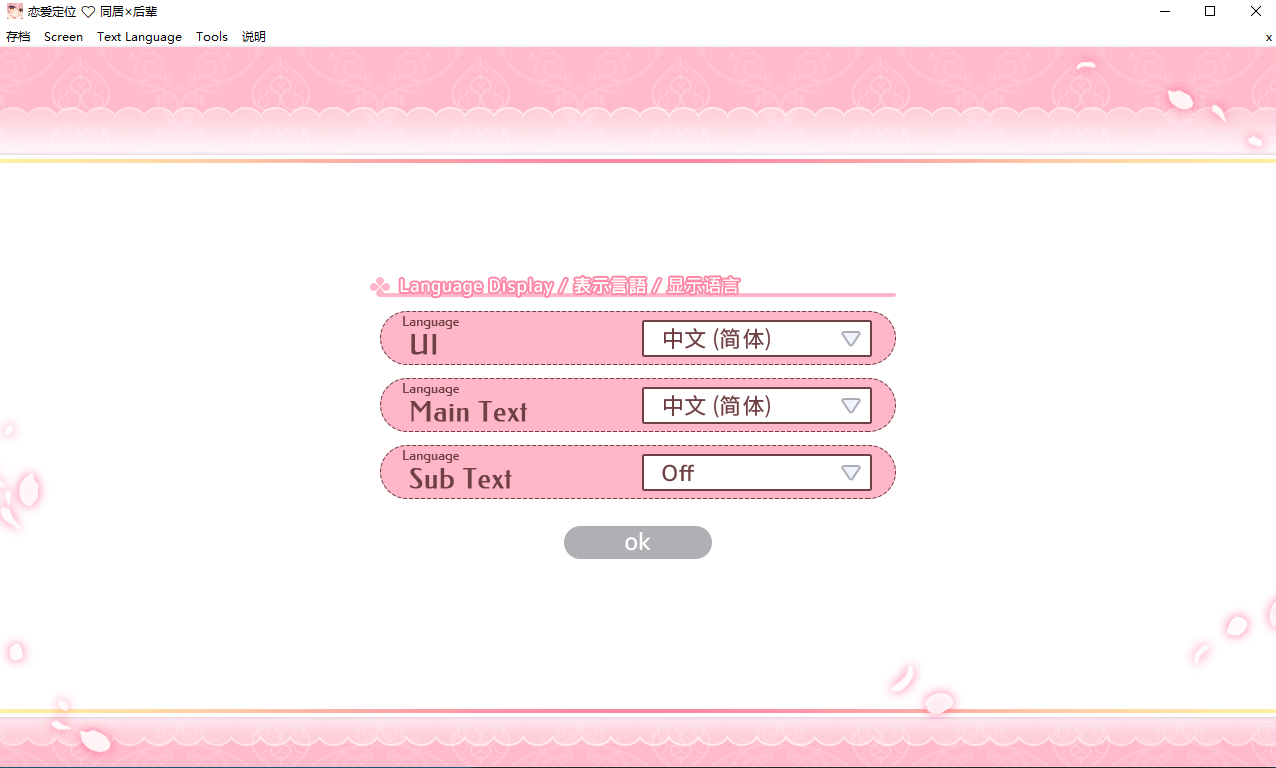 恋爱定位 ♡ 同居×后辈
存档 Screen Text Language Tools 说明 x
Language Display / 表示言語 / 显示语言
Language
UI 中文 (简体)
Language
Main Text 中文 (简体)
Language
Sub Text Off
ok